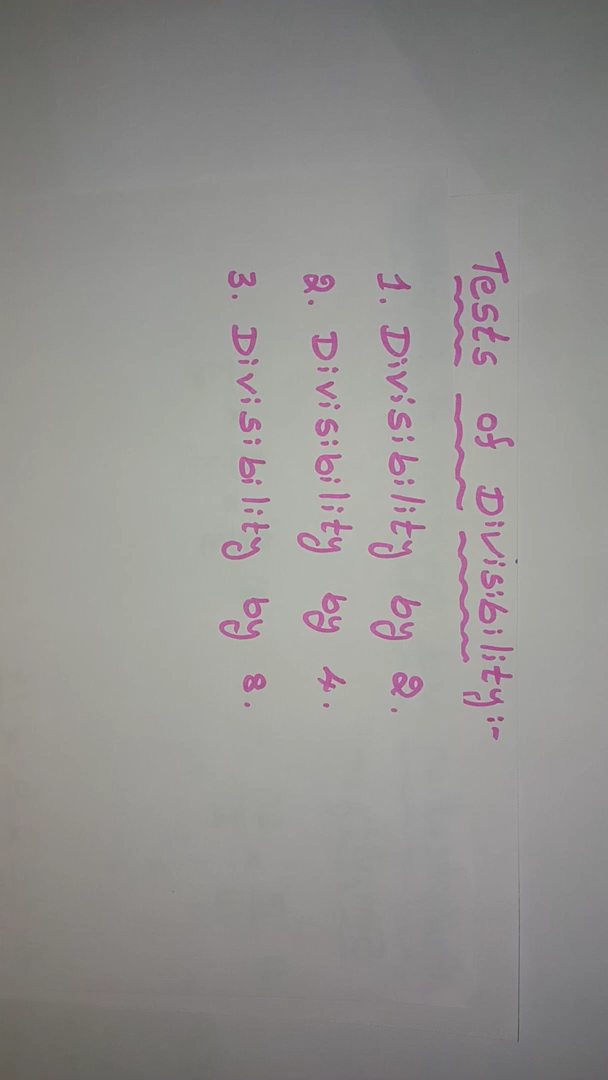 Tests of Divisibility:-
1. Divisibility by 2.
2. Divisibility by 4.
3. Divisibility by 8.